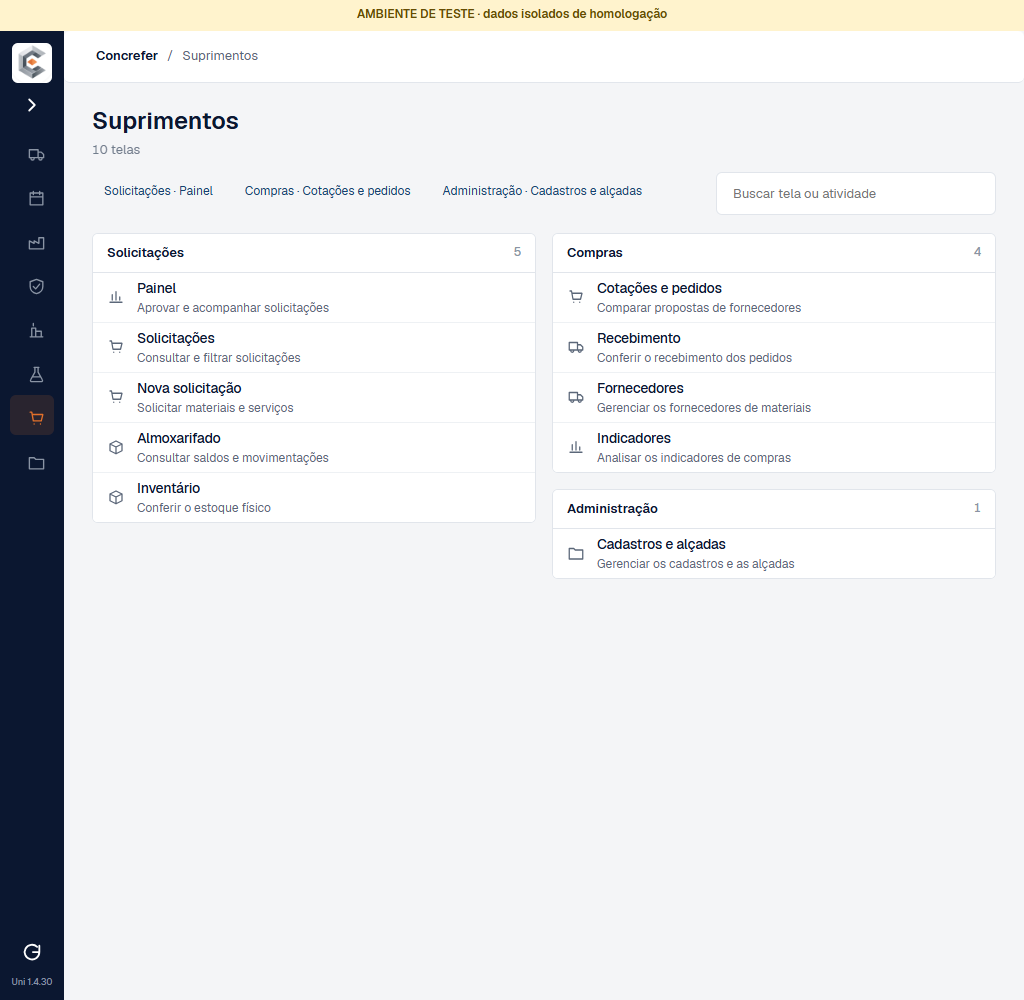 AMBIENTE DE TESTE · dados isolados de homologação
Concrefer / Suprimentos
Suprimentos
10 telas
Solicitações · Painel
Compras · Cotações e pedidos
Administração · Cadastros e alçadas
Buscar tela ou atividade
Solicitações 5
Painel
Aprovar e acompanhar solicitações
Solicitações
Consultar e filtrar solicitações
Nova solicitação
Solicitar materiais e serviços
Almoxarifado
Consultar saldos e movimentações
Inventário
Conferir o estoque físico
Compras 4
Cotações e pedidos
Comparar propostas de fornecedores
Recebimento
Conferir o recebimento dos pedidos
Fornecedores
Gerenciar os fornecedores de materiais
Indicadores
Analisar os indicadores de compras
Administração 1
Cadastros e alçadas
Gerenciar os cadastros e as alçadas
Uni 1.4.30